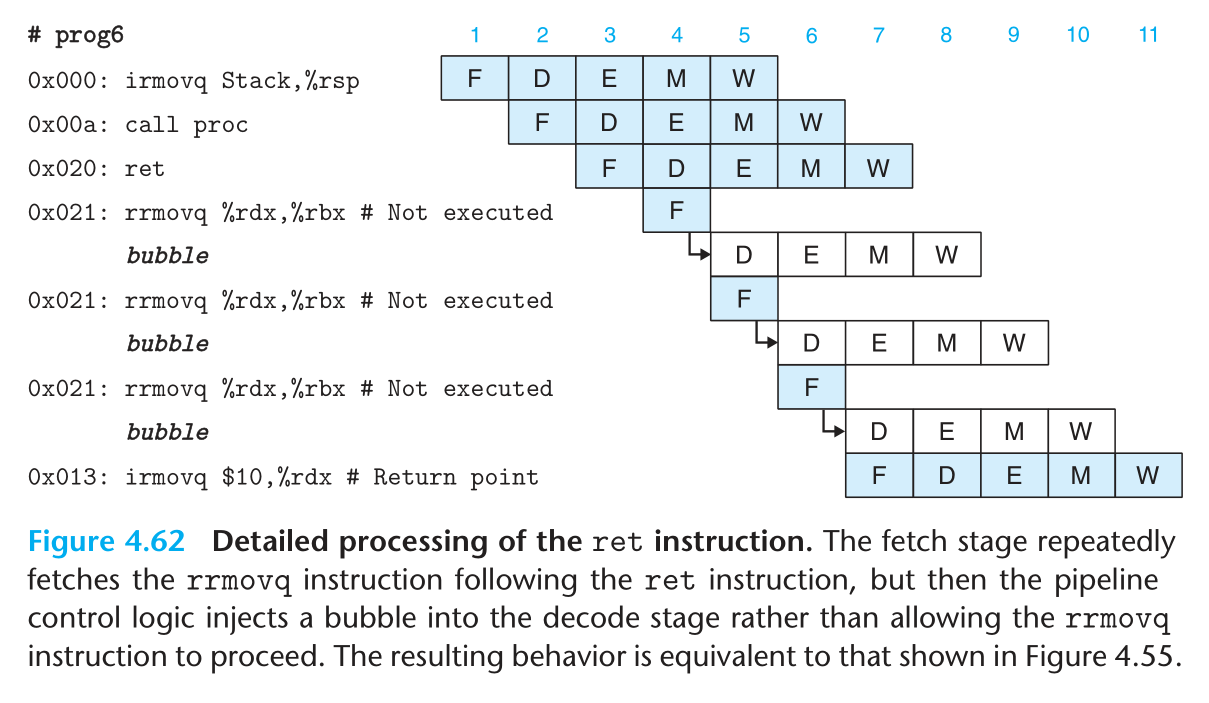 # prog6 1 2 3 4 5 6 7 8 9 10 11
0x000: irmovq Stack,%rsp F D E M W
0x00a: call proc F D E M W
0x020: ret F D E M W
0x021: rrmovq %rdx,%rbx # Not executed F
bubble D E M W
0x021: rrmovq %rdx,%rbx # Not executed F
bubble D E M W
0x021: rrmovq %rdx,%rbx # Not executed F
bubble D E M W
0x013: irmovq $10,%rdx # Return point F D E M W
Figure 4.62 Detailed processing of the ret instruction. The fetch stage repeatedly
fetches the rrmovq instruction following the ret instruction, but then the pipeline
control logic injects a bubble into the decode stage rather than allowing the rrmovq
instruction to proceed. The resulting behavior is equivalent to that shown in Figure 4.55.